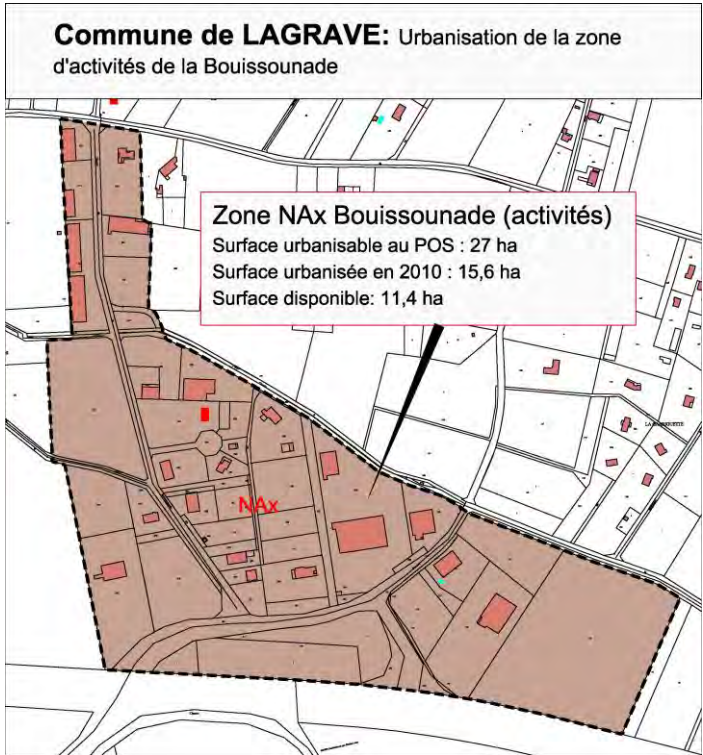 Commune de LAGRAVE: Urbanisation de la zone
d'activités de la Bouissounade
Zone NAx Bouissounade (activités)
Surface urbanisable au POS : 27 ha
Surface urbanisée en 2010 : 15,6 ha
Surface disponible: 11,4 ha
NAx